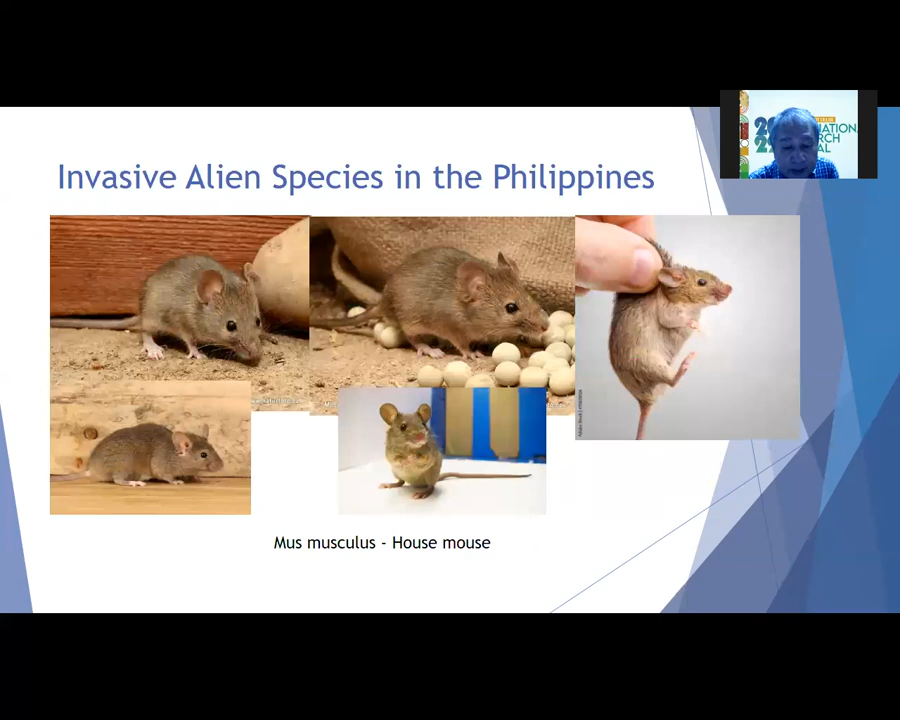 Invasive Alien Species in the Philippines
Mus musculus - House mouse